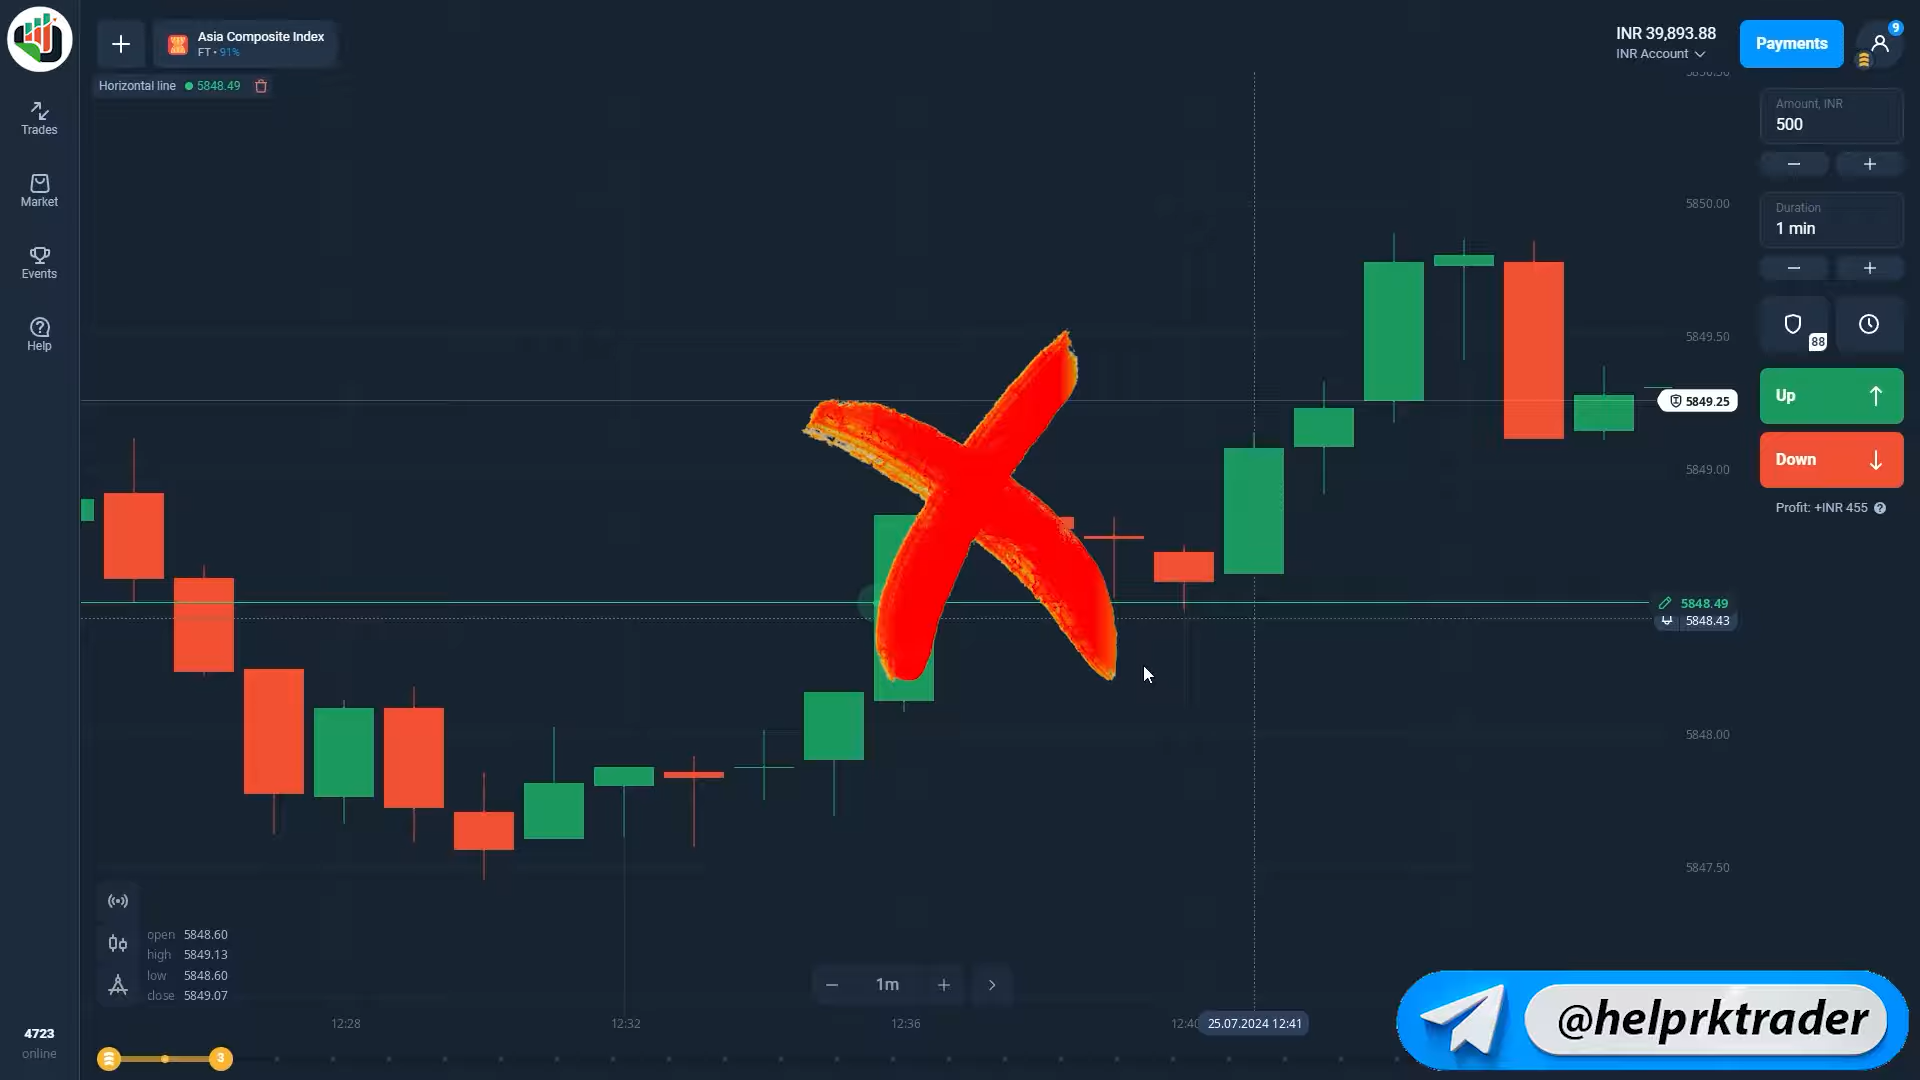 Asia Composite Index
FT • 91%
INR 39,893.88
INR Account
Payments
9
Horizontal line 5848.49
Trades
Market
Events
Help
Amount, INR
500
Duration
1 min
88
Up
Down
Profit: +INR 455
5850.00
5849.50
5849.25
5849.00
5848.49
5848.43
5848.00
5847.50
open 5848.60
high 5849.13
low 5848.60
close 5849.07
1m
12:28
12:32
12:36
25.07.2024 12:41
4723
online
3
@helprktrader